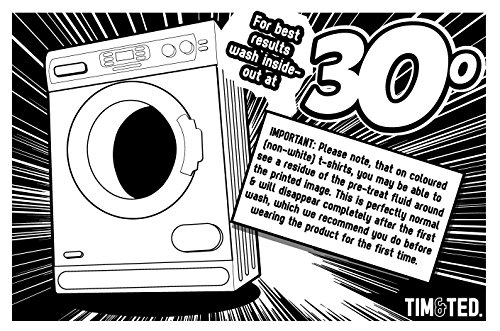 For best
results
wash inside-
out at
30°
IMPORTANT: Please note, that on coloured
(non-white) t-shirts, you may be able to
see a residue of the pre-treat fluid around
the printed image. This is perfectly normal
& will disappear completely after the first
wash, which we recommend you do before
wearing the product for the first time.
TIM&TED.